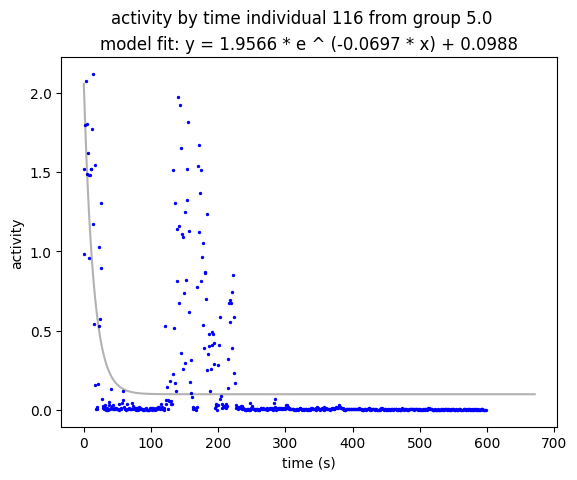 activity by time individual 116 from group 5.0
model fit: y = 1.9566 * e ^ (-0.0697 * x) + 0.0988
2.0
1.5
1.0
0.5
0.0
activity
0 100 200 300 400 500 600 700
time (s)